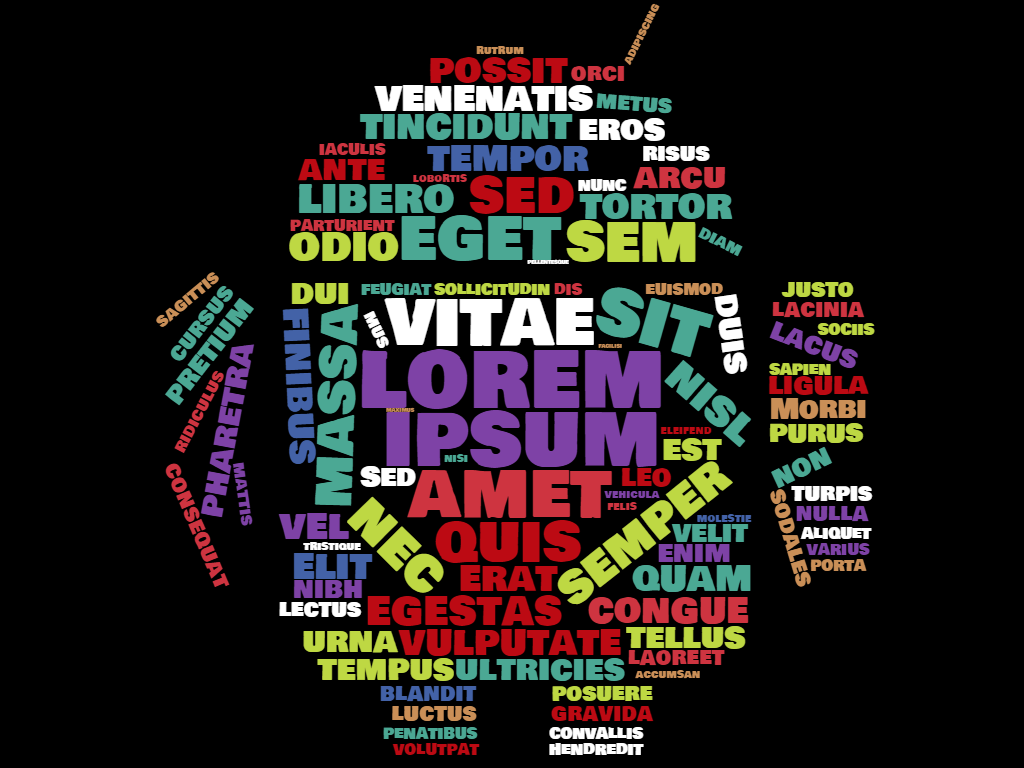 ADIPISCING
RUTRUM
POSSIT ORCI
VENENATIS METUS
TINCIDUNT EROS
IACULIS TEMPOR RISUS
ANTE LOBORTIS SED NUNC ARCU
LIBERO TORTOR
PARTURIENT EGET SEM DIAM
ODIO
PELLENTESQUE
SAGITTIS DUI FEUGIAT SOLLICITUDIN DIS EUISMOD JUSTO
CURSUS FINIBUS MASSA MUS VITAE SIT DUIS LACINIA
PRETIUM LACUS SOCIIS
FACILISI
PHARETRA LOREM NISL SAPIEN
RIDICULUS LIGULA
MAXIMUS MORBI
IPSUM ELEIFEND PURUS
NISI EST
CONSEQUAT MATTIS SED AMET LEO NON
VEHICULA SODALES TURPIS
FELIS
VEL NEC QUIS SEMPER MOLESTIE NULLA
VELIT ALIQUET
TRISTIQUE ENIM VARIUS
ELIT ERAT QUAM PORTA
NIBH
LECTUS EGESTAS CONGUE
URNA VULPUTATE TELLUS
TEMPUS ULTRICIES LAOREET
ACCUMSAN
BLANDIT POSUERE
LUCTUS GRAVIDA
PENATIBUS CONVALLIS
VOLUTPAT HENDREDIT